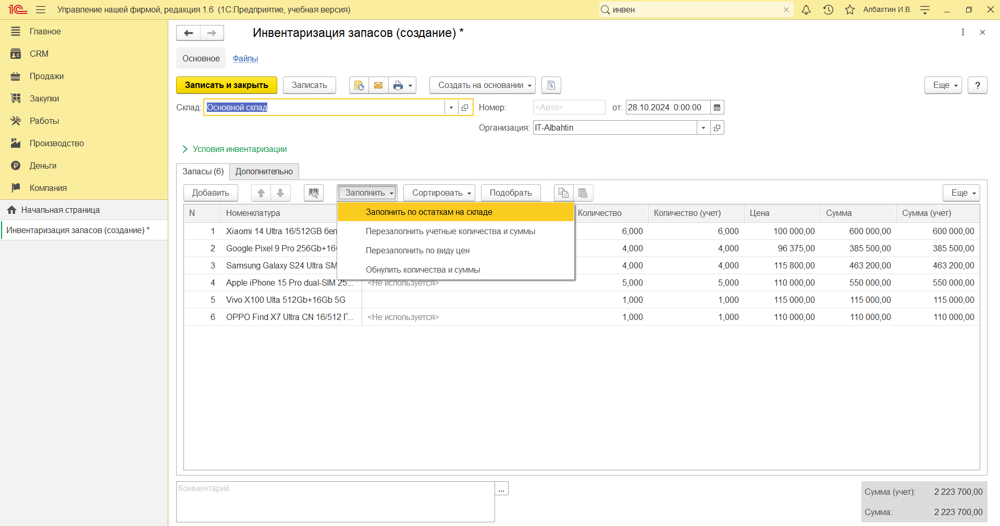 1С Управление нашей фирмой, редакция 1.6 (1С:Предприятие, учебная версия) инвен Албахтин И.В.
Главное
CRM
Продажи
Закупки
Работы
Производство
Деньги
Компания
Начальная страница
Инвентаризация запасов (создание) *
Инвентаризация запасов (создание) *
Основное Файлы
Записать и закрыть Записать Создать на основании Еще ?
Склад: Основной склад Номер: <Авто> от: 28.10.2024 0:00:00
Организация: IT-Albahtin
Условия инвентаризации
Запасы (6) Дополнительно
Добавить Заполнить Сортировать Подобрать Еще
Заполнить по остаткам на складе
Перезаполнить учетные количества и суммы
Перезаполнить по виду цен
Обнулить количества и суммы
N Номенклатура Количество Количество (учет) Цена Сумма Сумма (учет)
1 Xiaomi 14 Ultra 16/512GB бел 6,000 6,000 100 000,00 600 000,00 600 000,00
2 Google Pixel 9 Pro 256Gb+16 4,000 4,000 96 375,00 385 500,00 385 500,00
3 Samsung Galaxy S24 Ultra SM 4,000 4,000 115 800,00 463 200,00 463 200,00
4 Apple iPhone 15 Pro dual-SIM 25... <Не используется> 5,000 5,000 110 000,00 550 000,00 550 000,00
5 Vivo X100 Ulta 512Gb+16Gb 5G 1,000 1,000 115 000,00 115 000,00 115 000,00
6 OPPO Find X7 Ultra CN 16/512 Г... <Не используется> 1,000 1,000 110 000,00 110 000,00 110 000,00
Комментарий ...
Сумма (учет): 2 223 700,00
Сумма: 2 223 700,00